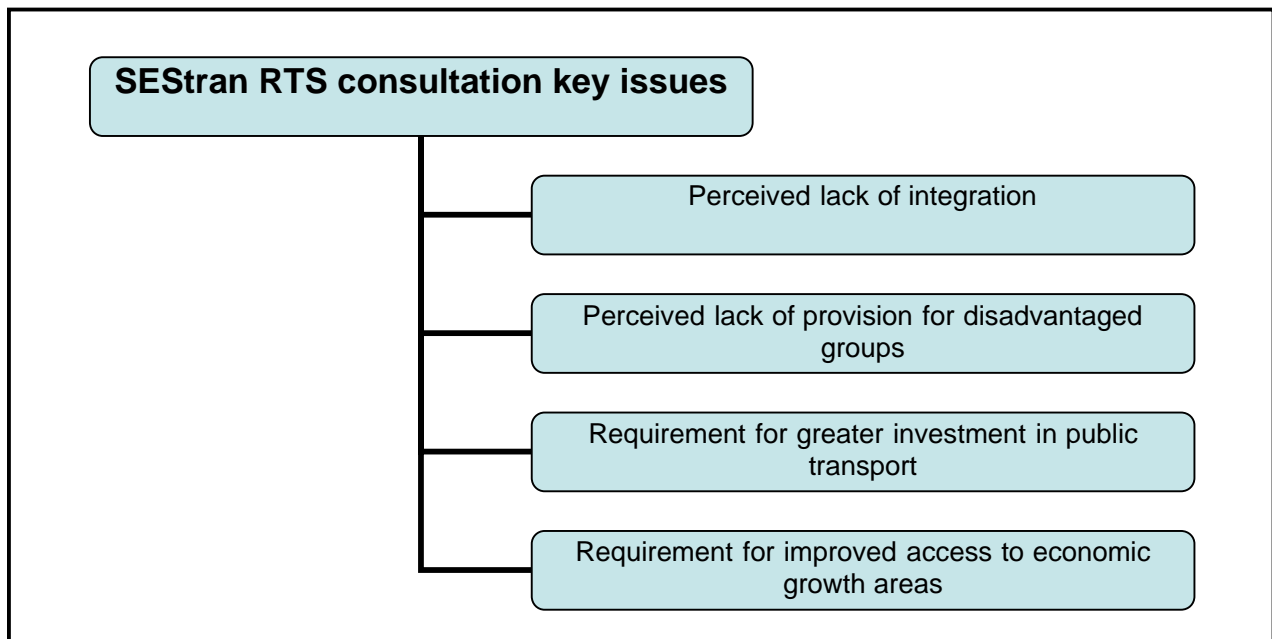 SEStran RTS consultation key issues
Perceived lack of integration
Perceived lack of provision for disadvantaged
groups
Requirement for greater investment in public
transport
Requirement for improved access to economic
growth areas